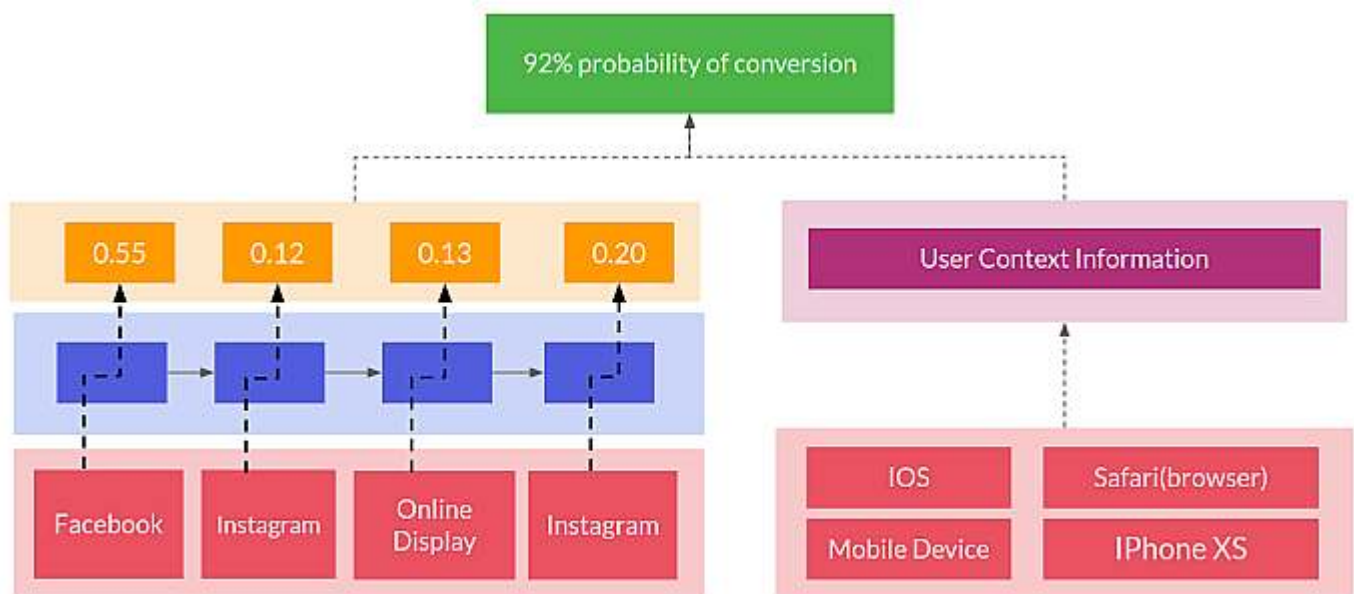 92% probability of conversion
0.55
0.12
0.13
0.20
User Context Information
Facebook
Instagram
Online
Display
Instagram
IOS
Safari(browser)
Mobile Device
IPhone XS